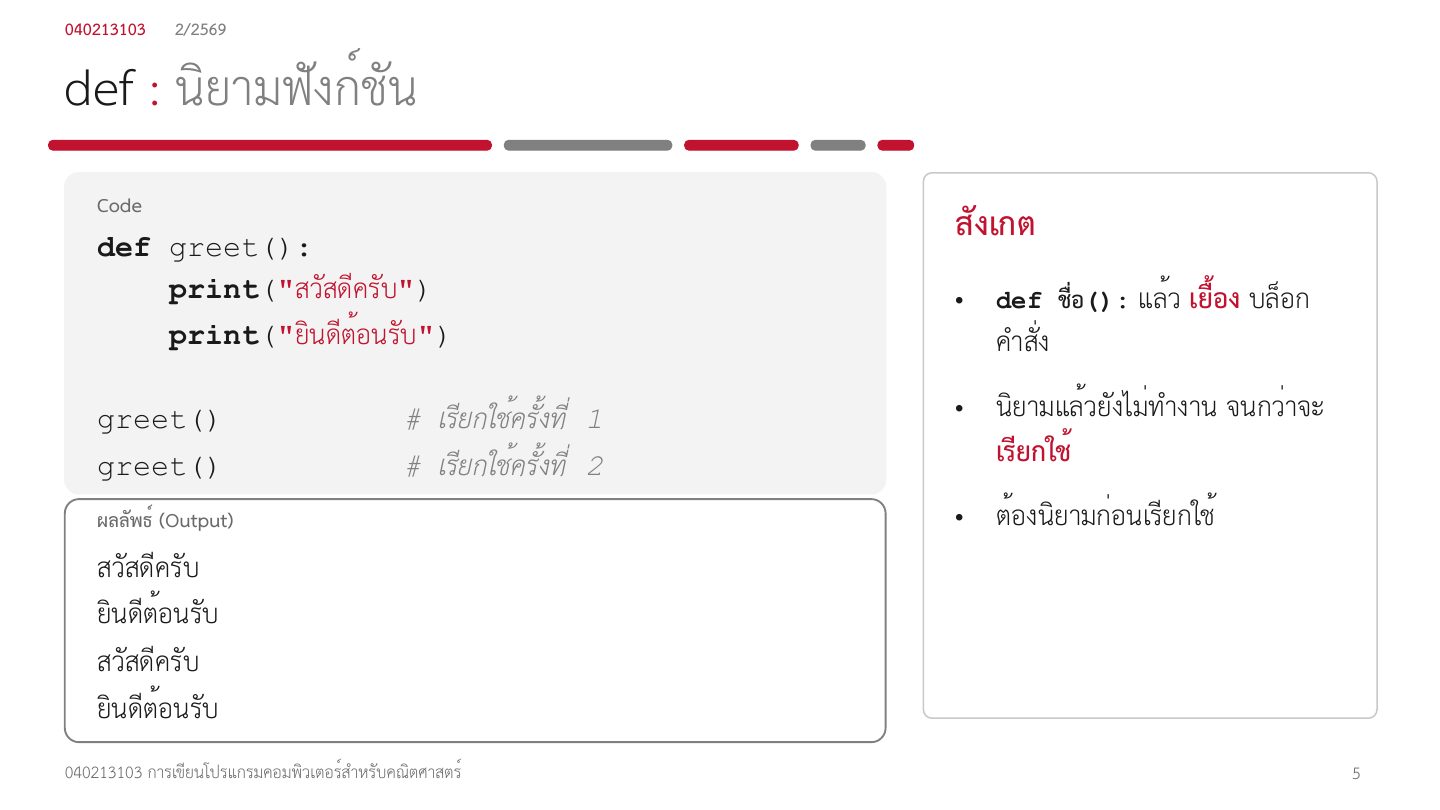 040213103 2/2569
def : นิยามฟังก์ชัน
Code
def greet():
    print("สวัสดีครับ")
    print("ยินดีต้อนรับ")
greet() # เรียกใช้ครั้งที่ 1
greet() # เรียกใช้ครั้งที่ 2
ผลลัพธ์ (Output)
สวัสดีครับ
ยินดีต้อนรับ
สวัสดีครับ
ยินดีต้อนรับ
สังเกต
• def ชื่อ(): แล้ว เยื้อง บล็อก
คำสั่ง
• นิยามแล้วยังไม่ทำงาน จนกว่าจะ
เรียกใช้
• ต้องนิยามก่อนเรียกใช้
040213103 การเขียนโปรแกรมคอมพิวเตอร์สำหรับคณิตศาสตร์
5